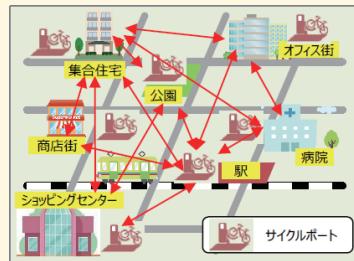 オフィス街
集合住宅
公園
商店街
病院
駅
ショッピングセンター
サイクルポート